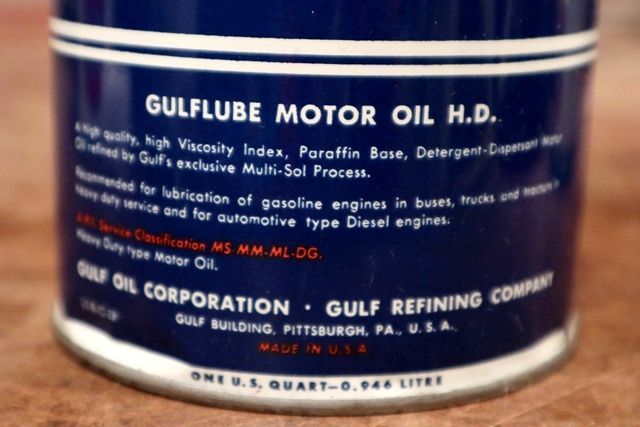 GULFLUBE MOTOR OIL H.D.
A high quality, high Viscosity Index, Paraffin Base, Detergent-Dispersant Motor
Oil refined by Gulf's exclusive Multi-Sol Process.
Recommended for lubrication of gasoline engines in buses, trucks and tractors in
heavy duty service and for automotive type Diesel engines.
A.P.I. Service Classification MS-MM-ML-DG.
Heavy Duty type Motor Oil.
GULF OIL CORPORATION · GULF REFINING COMPANY
GULF BUILDING, PITTSBURGH, PA., U.S.A.
MADE IN U.S.A.
ONE U.S. QUART—0.946 LITRE